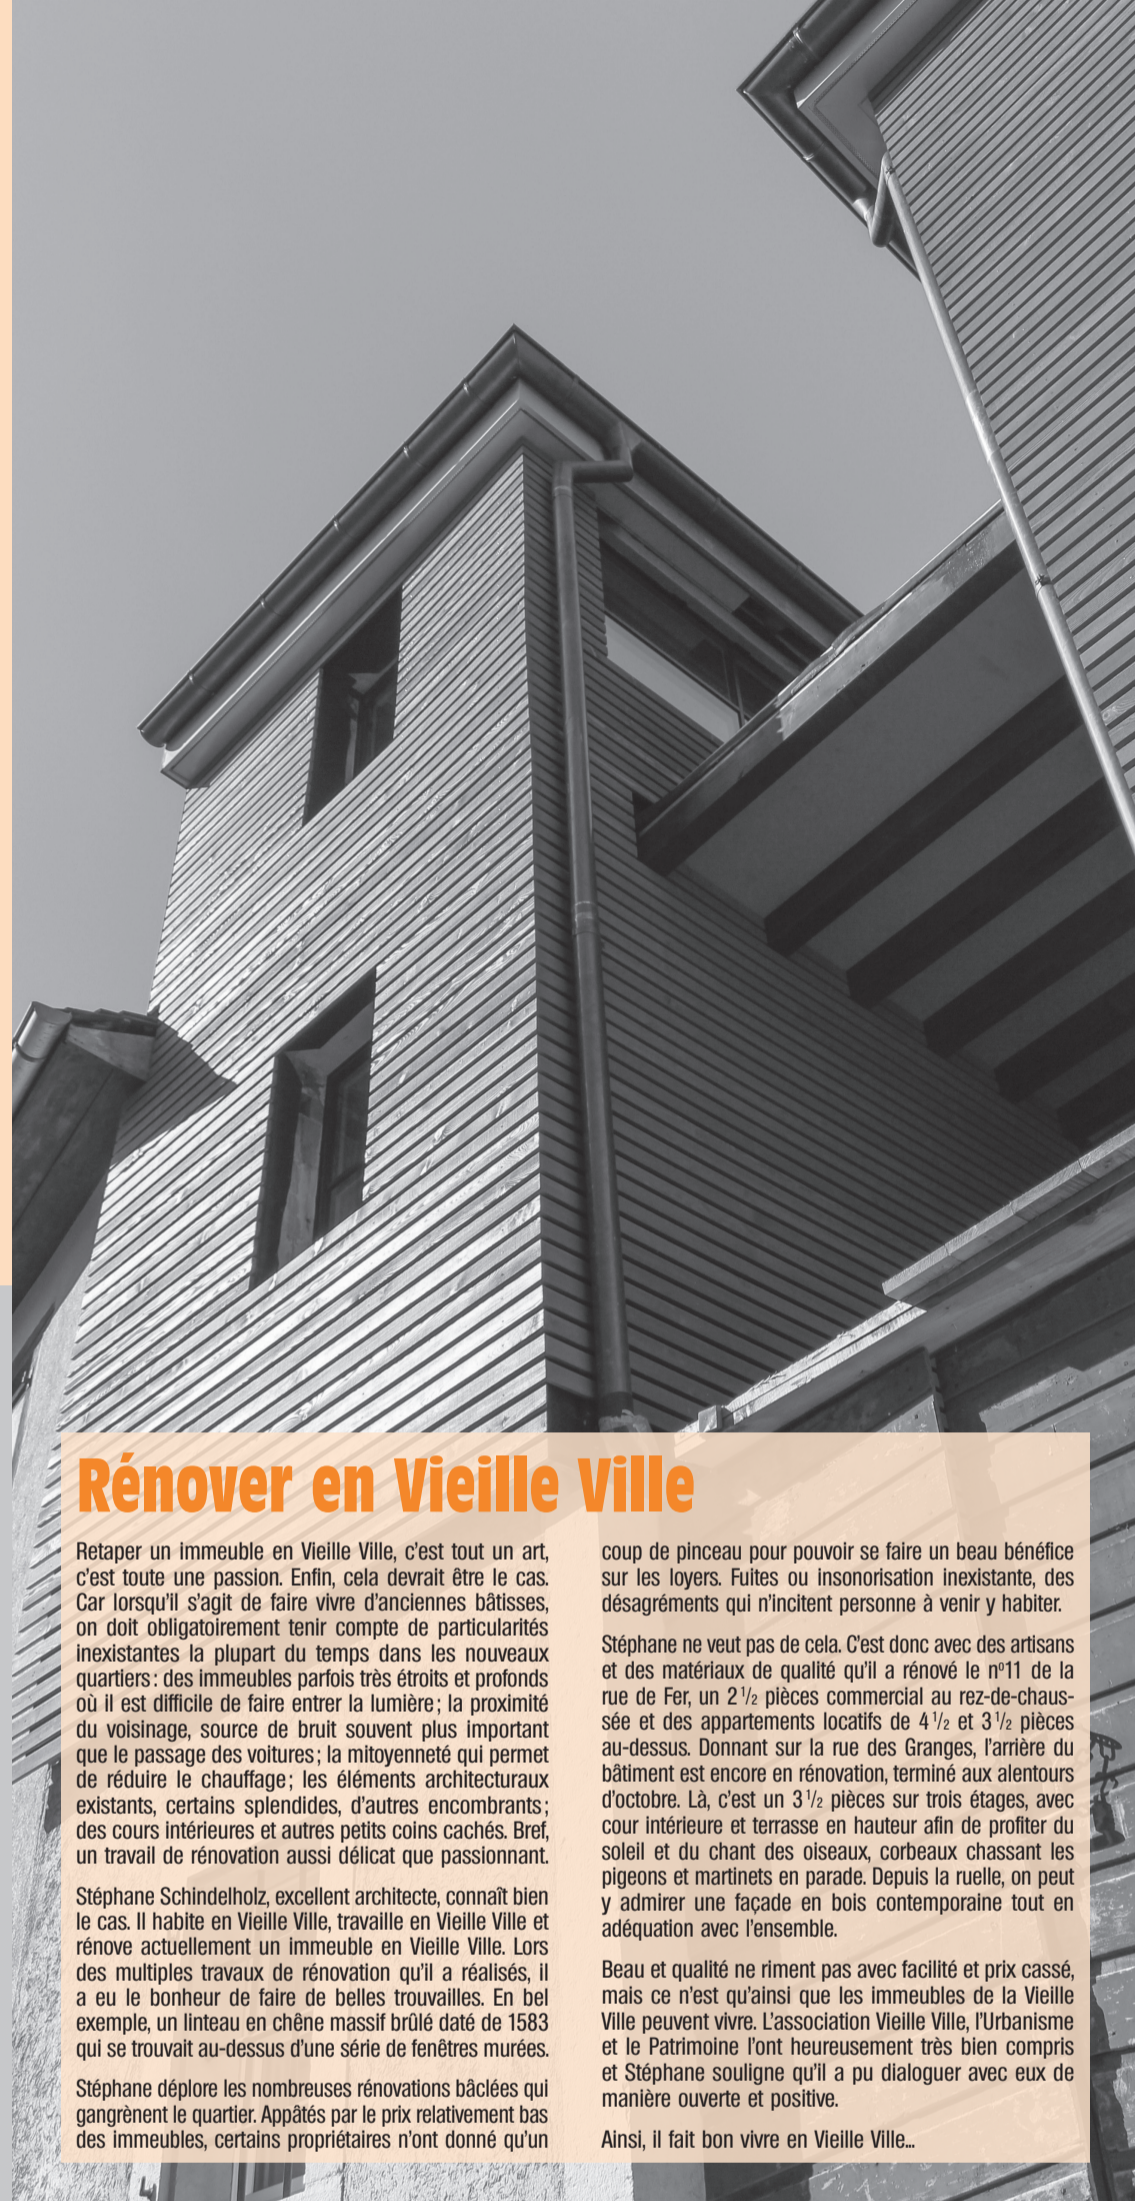 Rénover en Vieille Ville
Retaper un immeuble en Vieille Ville, c'est tout un art,
c'est toute une passion. Enfin, cela devrait être le cas.
Car lorsqu'il s'agit de faire vivre d'anciennes bâtisses,
on doit obligatoirement tenir compte de particularités
inexistantes la plupart du temps dans les nouveaux
quartiers : des immeubles parfois très étroits et profonds
où il est difficile de faire entrer la lumière ; la proximité
du voisinage, source de bruit souvent plus important
que le passage des voitures ; la mitoyenneté qui permet
de réduire le chauffage ; les éléments architecturaux
existants, certains splendides, d'autres encombrants ;
des cours intérieures et autres petits coins cachés. Bref,
un travail de rénovation aussi délicat que passionnant.
Stéphane Schindelholz, excellent architecte, connaît bien
le cas. Il habite en Vieille Ville, travaille en Vieille Ville et
rénove actuellement un immeuble en Vieille Ville. Lors
des multiples travaux de rénovation qu'il a réalisés, il
a eu le bonheur de faire de belles trouvailles. En bel
exemple, un linteau en chêne massif brûlé daté de 1583
qui se trouvait au-dessus d'une série de fenêtres murées.
Stéphane déplore les nombreuses rénovations bâclées qui
gangrènent le quartier. Appâtés par le prix relativement bas
des immeubles, certains propriétaires n'ont donné qu'un
coup de pinceau pour pouvoir se faire un beau bénéfice
sur les loyers. Fuites ou insonorisation inexistante, des
désagréments qui n'incitent personne à venir y habiter.
Stéphane ne veut pas de cela. C'est donc avec des artisans
et des matériaux de qualité qu'il a rénové le nº11 de la
rue de Fer, un 2 1/2 pièces commercial au rez-de-chaus-
sée et des appartements locatifs de 4 1/2 et 3 1/2 pièces
au-dessus. Donnant sur la rue des Granges, l'arrière du
bâtiment est encore en rénovation, terminé aux alentours
d'octobre. Là, c'est un 3 1/2 pièces sur trois étages, avec
cour intérieure et terrasse en hauteur afin de profiter du
soleil et du chant des oiseaux, corbeaux chassant les
pigeons et martinets en parade. Depuis la ruelle, on peut
y admirer une façade en bois contemporaine tout en
adéquation avec l'ensemble.
Beau et qualité ne riment pas avec facilité et prix cassé,
mais ce n'est qu'ainsi que les immeubles de la Vieille
Ville peuvent vivre. L'association Vieille Ville, l'Urbanisme
et le Patrimoine l'ont heureusement très bien compris
et Stéphane souligne qu'il a pu dialoguer avec eux de
manière ouverte et positive.
Ainsi, il fait bon vivre en Vieille Ville...